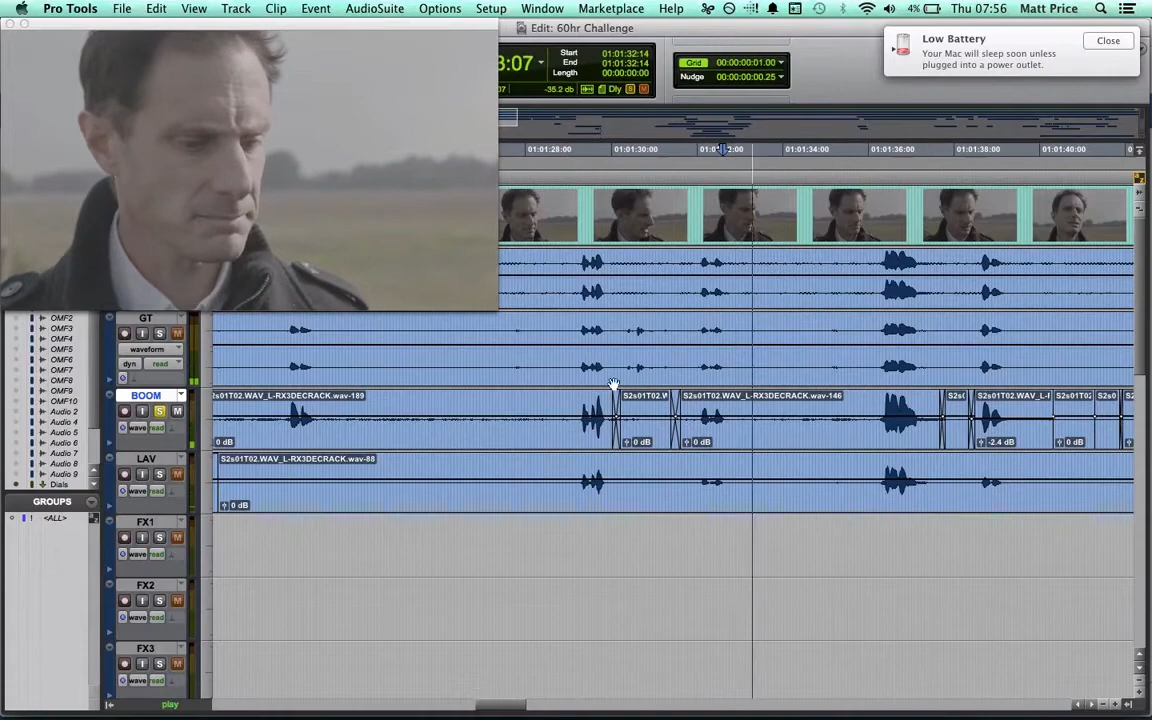 Pro Tools File Edit View Track Clip Event AudioSuite Options Setup Window Marketplace Help 4% Thu 07:56 Matt Price
Edit: 60hr Challenge
Low Battery
Your Mac will sleep soon unless
plugged into a power outlet.
Close
3:07
Start 01:01:32:14
End 01:01:32:14
Length 00:00:00:00
07 -35.2 db Dly S M
Grid 00:00:00:01.00
Nudge 00:00:00:00.25
01:01:28:00 01:01:30:00 01:01:34:00 01:01:36:00 01:01:38:00 01:01:40:00 0
OMF2
OMF3
OMF4
OMF5
OMF6
OMF7
OMF8
OMF9
OMF10
Audio 2
Audio 4
Audio 5
Audio 6
Audio 7
Audio 8
Audio 9
Dials
GROUPS
1 <ALL>
GT
I S M
waveform
dyn read
BOOM
I S M
wave read
LAV
I S M
wave read
FX1
I S M
wave read
FX2
I S M
wave read
FX3
I S M
wave read
play
2s01T02.WAV_L-RX3DECRACK.wav-189
0 dB
S2s01T02.W
0 dB
S2s01T02.WAV_L-RX3DECRACK.wav-146
0 dB
S2s(
S2s01T02.WAV_L-F
-2.4 dB
S2s01T02
0 dB
S2s0
S2s01T02.WAV_L-RX3DECRACK.wav-88
0 dB